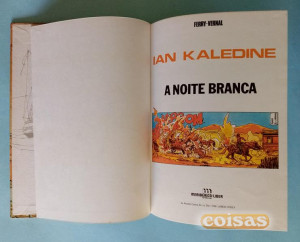 FERRY-VERNAL
IAN KALEDINE
A NOITE BRANCA
coisas